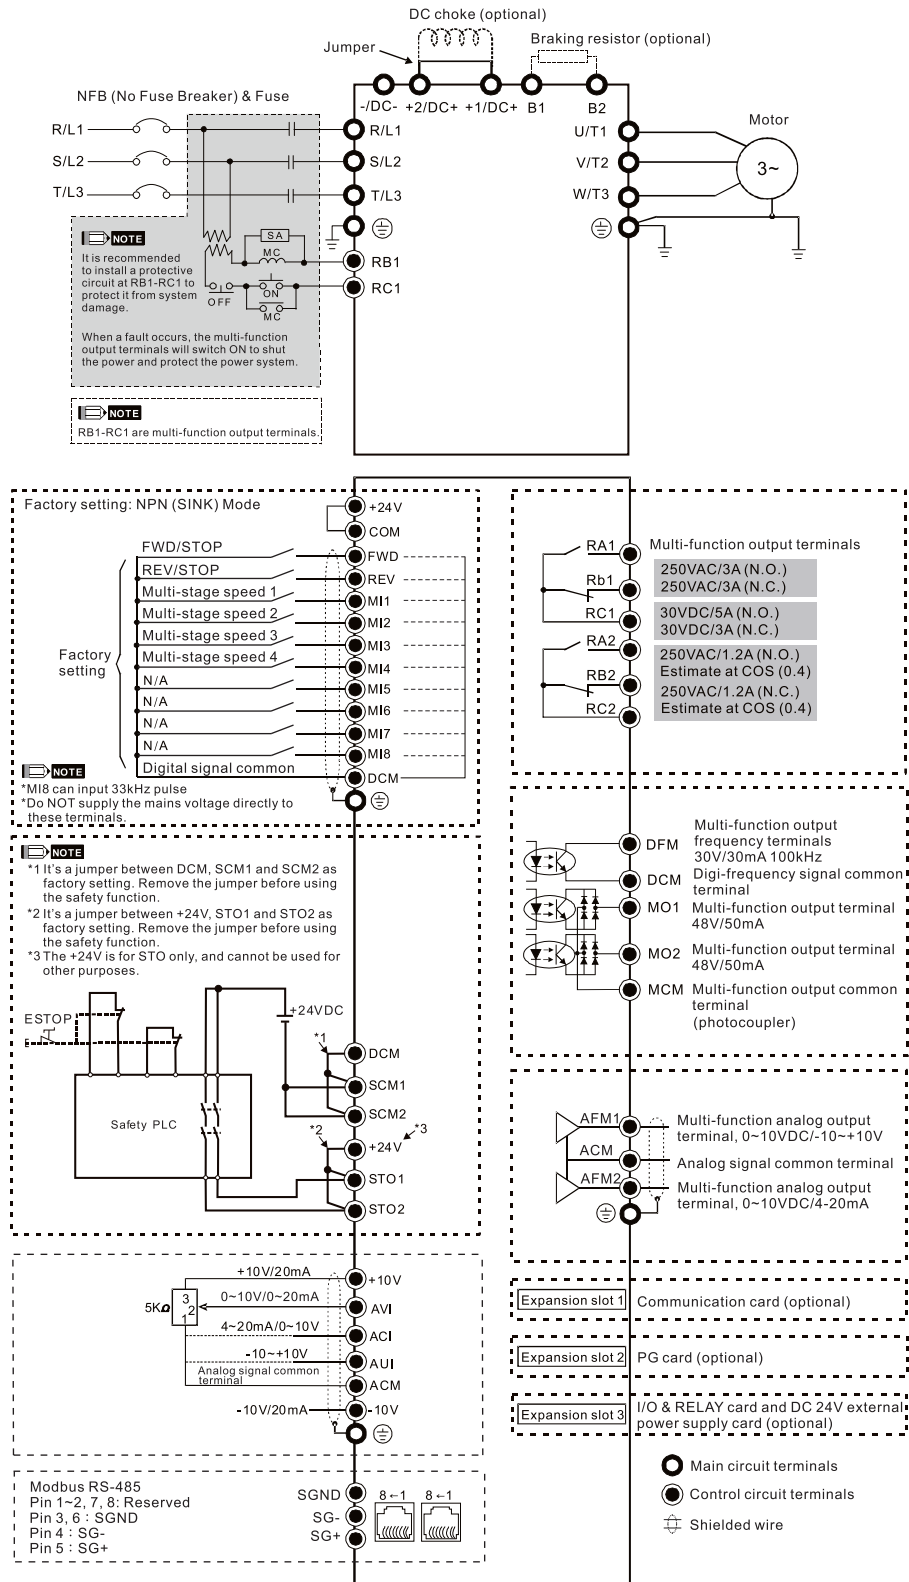 DC choke (optional)
Jumper
Braking resistor (optional)
-/DC-
+2/DC+
+1/DC+
B1
B2
NFB (No Fuse Breaker) & Fuse
R/L1
S/L2
T/L3
R/L1
S/L2
T/L3
RB1
RC1
U/T1
V/T2
W/T3
Motor
3~
NOTE
It is recommended
to install a protective
circuit at RB1-RC1 to
protect it from system
damage.
SA
MC
ON
OFF
MC
When a fault occurs, the multi-function
output terminals will switch ON to shut
the power and protect the power system.
NOTE
RB1-RC1 are multi-function output terminals.
Factory setting: NPN (SINK) Mode
+24V
COM
FWD/STOP
FWD
REV/STOP
REV
Multi-stage speed 1
MI1
Multi-stage speed 2
MI2
Multi-stage speed 3
MI3
Multi-stage speed 4
MI4
N/A
MI5
N/A
MI6
N/A
MI7
N/A
MI8
Digital signal common
DCM
Factory
setting
NOTE
*MI8 can input 33kHz pulse
*Do NOT supply the mains voltage directly to
these terminals.
RA1
Rb1
RC1
RA2
RB2
RC2
Multi-function output terminals
250VAC/3A (N.O.)
250VAC/3A (N.C.)
30VDC/5A (N.O.)
30VDC/3A (N.C.)
250VAC/1.2A (N.O.)
Estimate at COS (0.4)
250VAC/1.2A (N.C.)
Estimate at COS (0.4)
NOTE
*1 It's a jumper between DCM, SCM1 and SCM2 as
factory setting. Remove the jumper before using
the safety function.
*2 It's a jumper between +24V, STO1 and STO2 as
factory setting. Remove the jumper before using
the safety function.
*3 The +24V is for STO only, and cannot be used for
other purposes.
ESTOP
+24VDC
Safety PLC
*1
DCM
SCM1
SCM2
*2
+24V
*3
STO1
STO2
DFM
Multi-function output
frequency terminals
30V/30mA 100kHz
DCM
Digi-frequency signal common
terminal
MO1
Multi-function output terminal
48V/50mA
MO2
Multi-function output terminal
48V/50mA
MCM
Multi-function output common
terminal
(photocoupler)
AFM1
Multi-function analog output
terminal, 0~10VDC/-10~+10V
ACM
Analog signal common terminal
AFM2
Multi-function analog output
terminal, 0~10VDC/4-20mA
+10V/20mA
+10V
5KΩ
3
2
1
0~10V/0~20mA
AVI
4~20mA/0~10V
ACI
-10~+10V
AUI
Analog signal common
terminal
ACM
-10V/20mA
-10V
Expansion slot 1
Communication card (optional)
Expansion slot 2
PG card (optional)
Expansion slot 3
I/O & RELAY card and DC 24V external
power supply card (optional)
Modbus RS-485
Pin 1~2, 7, 8: Reserved
Pin 3, 6 : SGND
Pin 4 : SG-
Pin 5 : SG+
SGND
SG-
SG+
8←1
8←1
Main circuit terminals
Control circuit terminals
Shielded wire